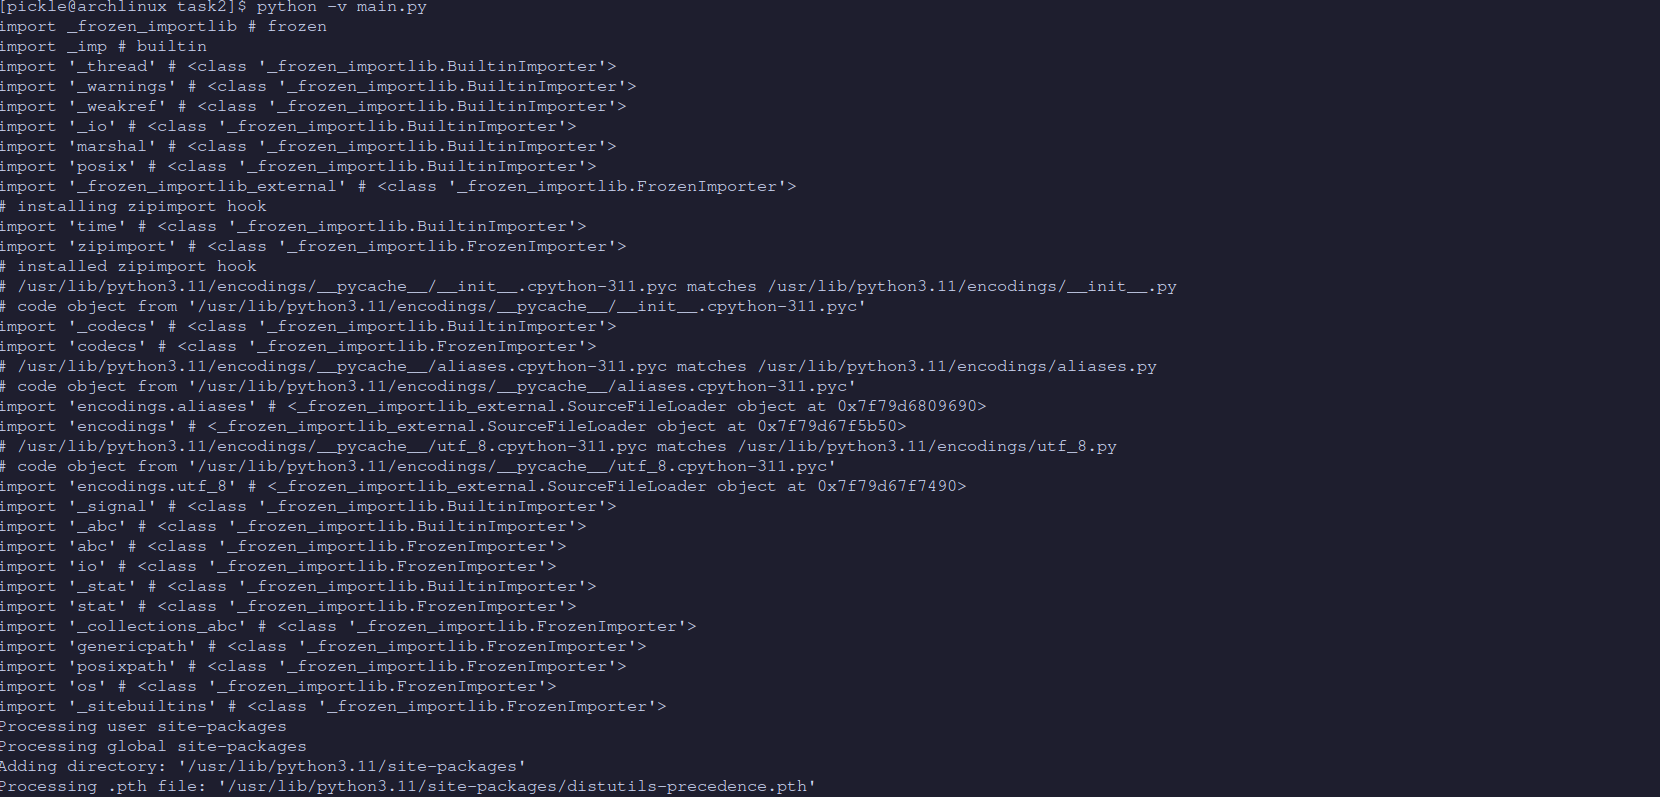 [pickle@archlinux task2]$ python -v main.py
import _frozen_importlib # frozen
import _imp # builtin
import '_thread' # <class '_frozen_importlib.BuiltinImporter'>
import '_warnings' # <class '_frozen_importlib.BuiltinImporter'>
import '_weakref' # <class '_frozen_importlib.BuiltinImporter'>
import '_io' # <class '_frozen_importlib.BuiltinImporter'>
import 'marshal' # <class '_frozen_importlib.BuiltinImporter'>
import 'posix' # <class '_frozen_importlib.BuiltinImporter'>
import '_frozen_importlib_external' # <class '_frozen_importlib.FrozenImporter'>
# installing zipimport hook
import 'time' # <class '_frozen_importlib.BuiltinImporter'>
import 'zipimport' # <class '_frozen_importlib.FrozenImporter'>
# installed zipimport hook
# /usr/lib/python3.11/encodings/__pycache__/__init__.cpython-311.pyc matches /usr/lib/python3.11/encodings/__init__.py
# code object from '/usr/lib/python3.11/encodings/__pycache__/__init__.cpython-311.pyc'
import '_codecs' # <class '_frozen_importlib.BuiltinImporter'>
import 'codecs' # <class '_frozen_importlib.FrozenImporter'>
# /usr/lib/python3.11/encodings/__pycache__/aliases.cpython-311.pyc matches /usr/lib/python3.11/encodings/aliases.py
# code object from '/usr/lib/python3.11/encodings/__pycache__/aliases.cpython-311.pyc'
import 'encodings.aliases' # <_frozen_importlib_external.SourceFileLoader object at 0x7f79d6809690>
import 'encodings' # <_frozen_importlib_external.SourceFileLoader object at 0x7f79d67f5b50>
# /usr/lib/python3.11/encodings/__pycache__/utf_8.cpython-311.pyc matches /usr/lib/python3.11/encodings/utf_8.py
# code object from '/usr/lib/python3.11/encodings/__pycache__/utf_8.cpython-311.pyc'
import 'encodings.utf_8' # <_frozen_importlib_external.SourceFileLoader object at 0x7f79d67f7490>
import '_signal' # <class '_frozen_importlib.BuiltinImporter'>
import '_abc' # <class '_frozen_importlib.BuiltinImporter'>
import 'abc' # <class '_frozen_importlib.FrozenImporter'>
import 'io' # <class '_frozen_importlib.FrozenImporter'>
import '_stat' # <class '_frozen_importlib.BuiltinImporter'>
import 'stat' # <class '_frozen_importlib.FrozenImporter'>
import '_collections_abc' # <class '_frozen_importlib.FrozenImporter'>
import 'genericpath' # <class '_frozen_importlib.FrozenImporter'>
import 'posixpath' # <class '_frozen_importlib.FrozenImporter'>
import 'os' # <class '_frozen_importlib.FrozenImporter'>
import '_sitebuiltins' # <class '_frozen_importlib.FrozenImporter'>
Processing user site-packages
Processing global site-packages
Adding directory: '/usr/lib/python3.11/site-packages'
Processing .pth file: '/usr/lib/python3.11/site-packages/distutils-precedence.pth'